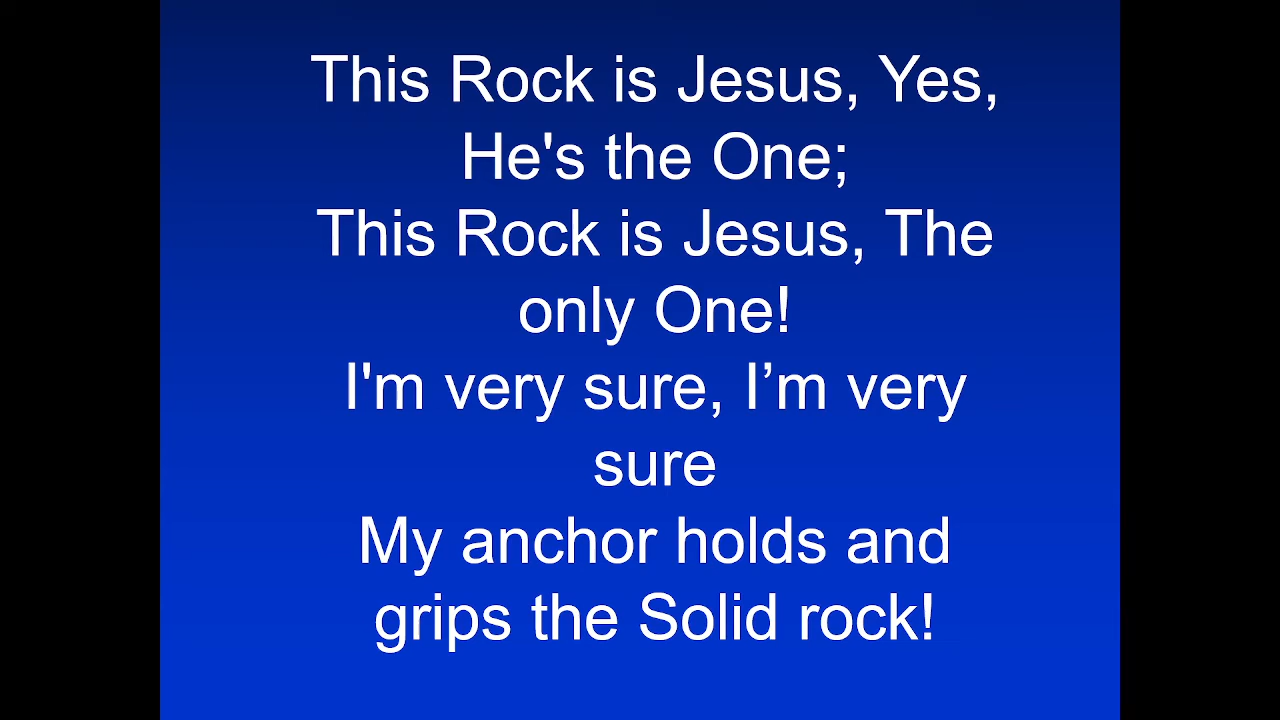 This Rock is Jesus, Yes,
He's the One;
This Rock is Jesus, The
only One!
I'm very sure, I’m very
sure
My anchor holds and
grips the Solid rock!